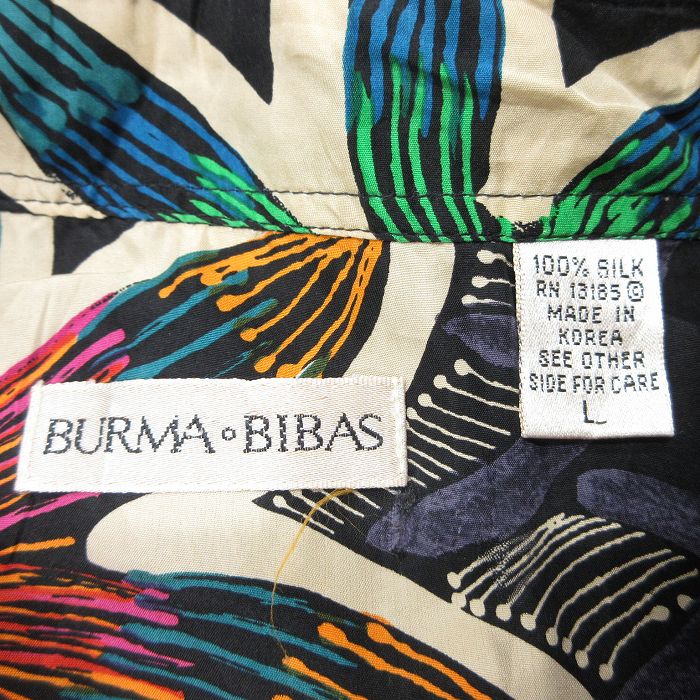 BURMA BIBAS
100% SILK
RN 13185 ©
MADE IN
KOREA
SEE OTHER
SIDE FOR CARE
L